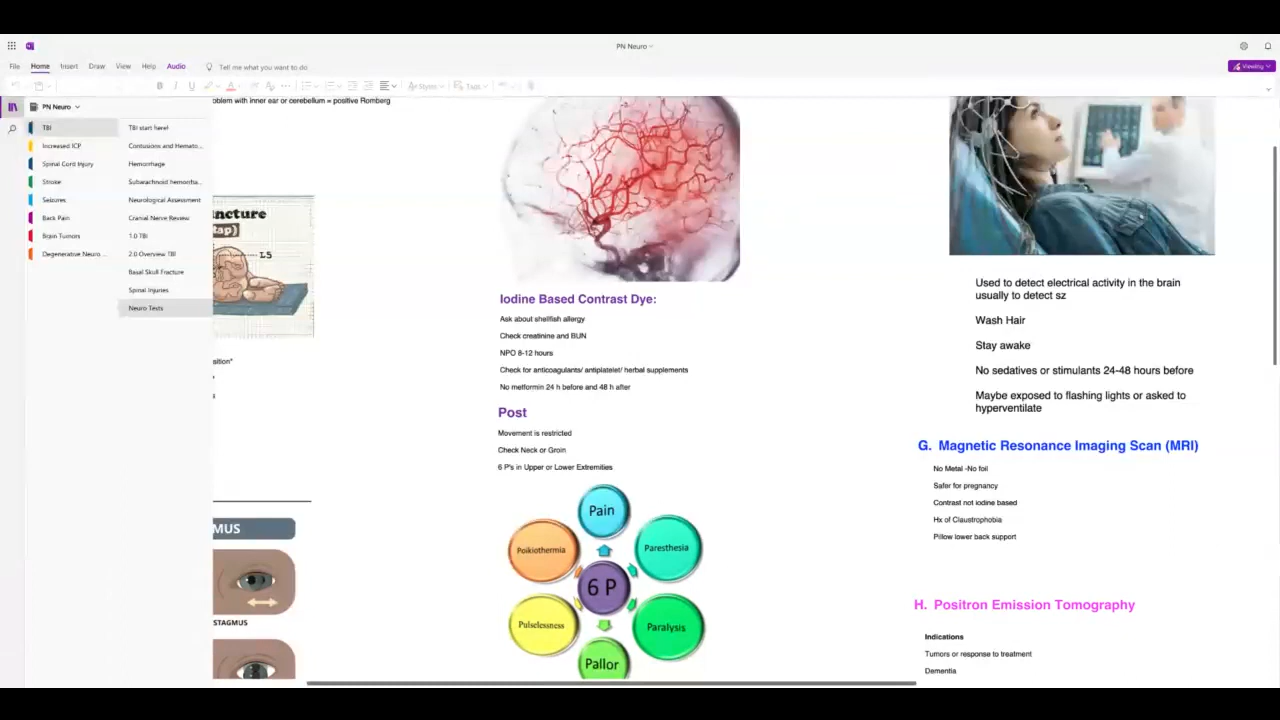 PN Neuro
File Home Insert Draw View Help Audio Tell me what you want to do
Viewing
Styles
Tags
PN Neuro
TBI
Increased ICP
Spinal Cord Injury
Stroke
Seizures
Back Pain
Brain Tumors
Degenerative Neuro ...
TBI start here!
Contusions and Hemato...
Hemorrhage
Subarachnoid hemorrha...
Neurological Assessment
Cranial Nerve Review
1.0 TBI
2.0 Overview TBI
Basal Skull Fracture
Spinal Injuries
Neuro Tests
oblem with inner ear or cerebellum = positive Romberg
ncture
tap)
L5
sition"
MUS
STAGMUS
Iodine Based Contrast Dye:
Ask about shellfish allergy
Check creatinine and BUN
NPO 8-12 hours
Check for anticoagulants/ antiplatelet/ herbal supplements
No metformin 24 h before and 48 h after
Post
Movement is restricted
Check Neck or Groin
6 P's in Upper or Lower Extremities
Pain
Poikiothermia
Paresthesia
6 P
Pulselessness
Paralysis
Pallor
Used to detect electrical activity in the brain
usually to detect sz
Wash Hair
Stay awake
No sedatives or stimulants 24-48 hours before
Maybe exposed to flashing lights or asked to
hyperventilate
G. Magnetic Resonance Imaging Scan (MRI)
No Metal -No foil
Safer for pregnancy
Contrast not iodine based
Hx of Claustrophobia
Pillow lower back support
H. Positron Emission Tomography
Indications
Tumors or response to treatment
Dementia